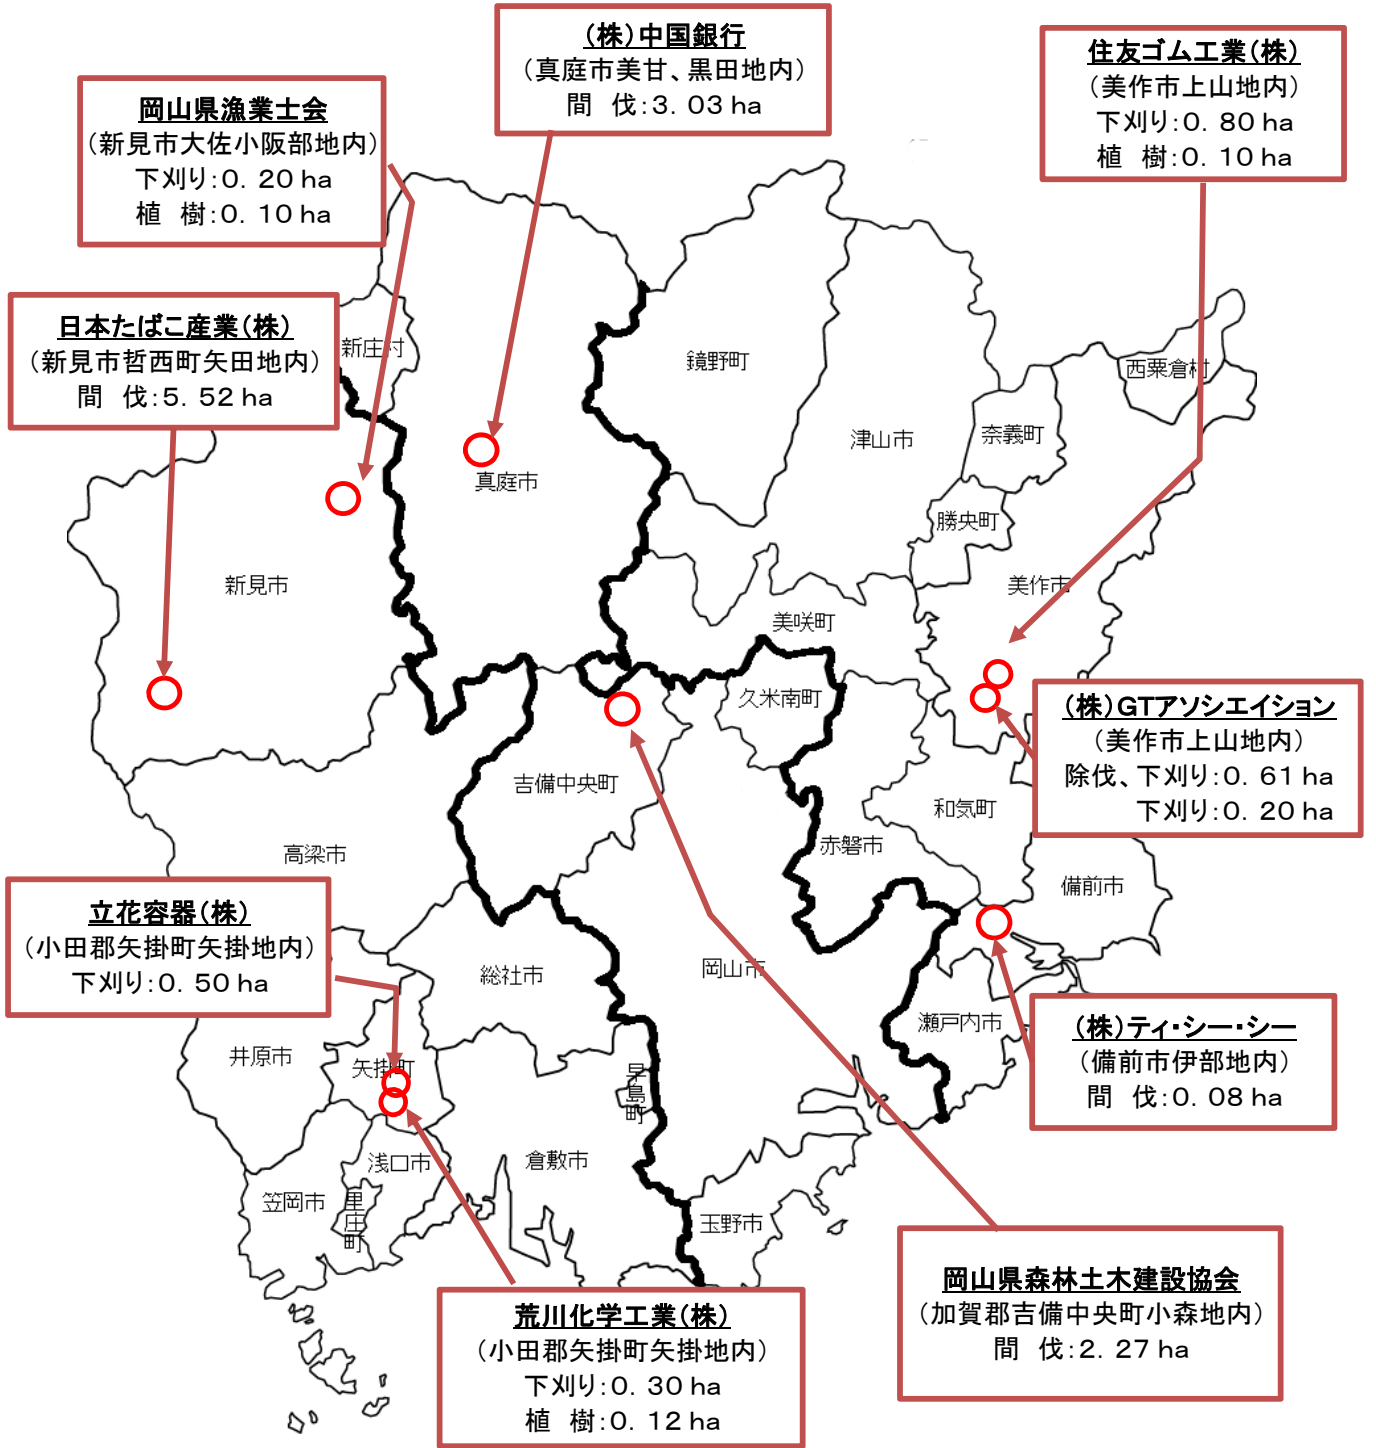 (株)中国銀行
(真庭市美甘、黒田地内)
間 伐:3．03 ha
住友ゴム工業(株)
(美作市上山地内)
下刈り:0．80 ha
植 樹:0．10 ha
岡山県漁業士会
(新見市大佐小阪部地内)
下刈り:0．20 ha
植 樹:0．10 ha
日本たばこ産業(株)
(新見市哲西町矢田地内)
間 伐:5．52 ha
新庄村
鏡野町
西粟倉村
津山市
奈義町
真庭市
勝央町
新見市
美作市
美咲町
久米南町
(株)GTアソシエイション
(美作市上山地内)
除伐、下刈り:0．61 ha
下刈り:0．20 ha
吉備中央町
和気町
赤磐市
高梁市
備前市
立花容器(株)
(小田郡矢掛町矢掛地内)
下刈り:0．50 ha
総社市
岡山市
瀬戸内市
(株)ティ・シー・シー
(備前市伊部地内)
間 伐:0．08 ha
井原市
矢掛町
早島町
浅口市
倉敷市
笠岡市
里庄町
玉野市
岡山県森林土木建設協会
(加賀郡吉備中央町小森地内)
間 伐:2．27 ha
荒川化学工業(株)
(小田郡矢掛町矢掛地内)
下刈り:0．30 ha
植 樹:0．12 ha